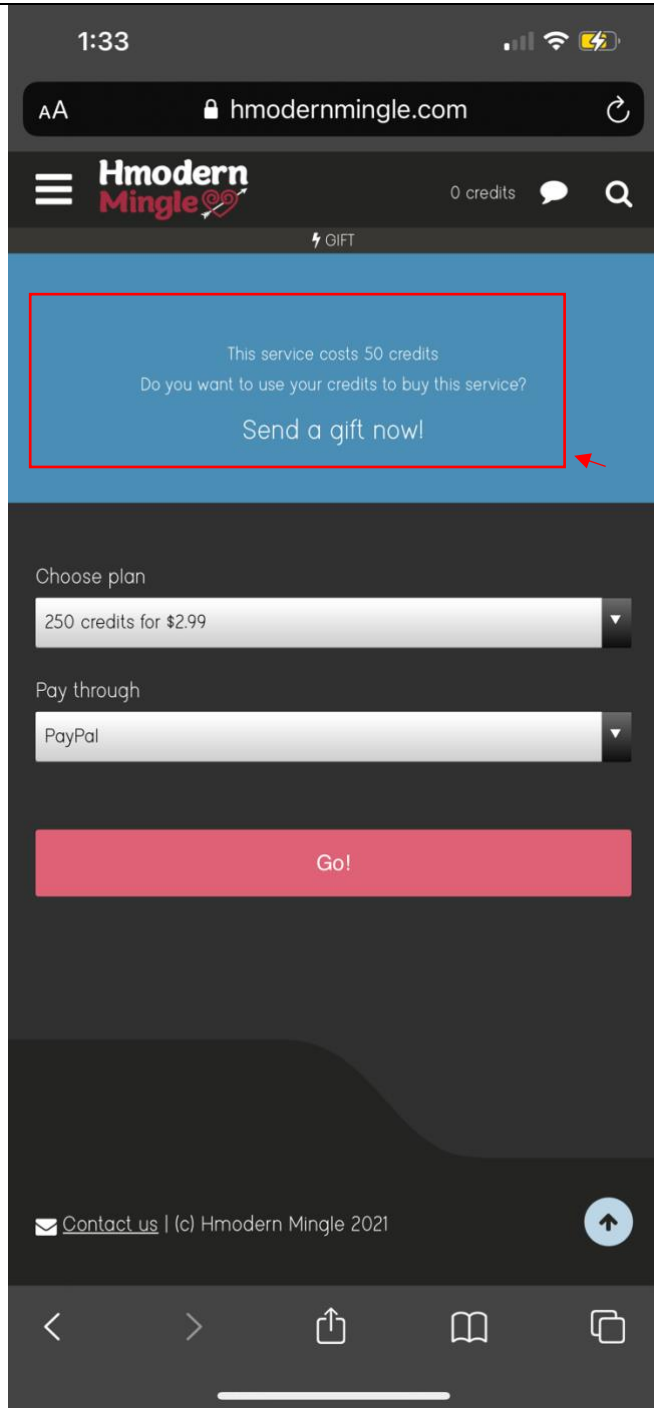 1:33
AA hmodernmingle.com
Hmodern
Mingle
0 credits
GIFT
This service costs 50 credits
Do you want to use your credits to buy this service?
Send a gift now!
Choose plan
250 credits for $2.99
Pay through
PayPal
Go!
Contact us | (c) Hmodern Mingle 2021